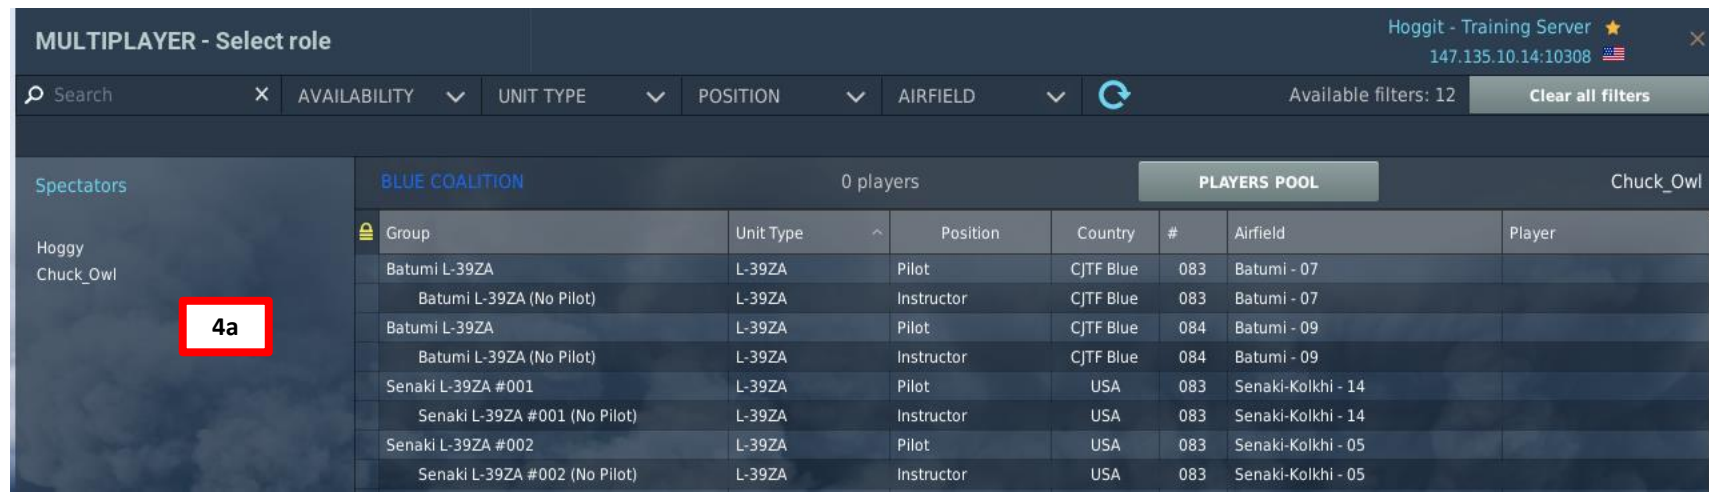 MULTIPLAYER - Select role
Hoggit - Training Server
147.135.10.14:10308
Search X AVAILABILITY UNIT TYPE POSITION AIRFIELD Available filters: 12 Clear all filters
Spectators
Hoggy
Chuck_Owl
4a
BLUE COALITION 0 players PLAYERS POOL Chuck_Owl
Group Unit Type Position Country # Airfield Player
Batumi L-39ZA L-39ZA Pilot CJTF Blue 083 Batumi - 07
Batumi L-39ZA (No Pilot) L-39ZA Instructor CJTF Blue 083 Batumi - 07
Batumi L-39ZA L-39ZA Pilot CJTF Blue 084 Batumi - 09
Batumi L-39ZA (No Pilot) L-39ZA Instructor CJTF Blue 084 Batumi - 09
Senaki L-39ZA #001 L-39ZA Pilot USA 083 Senaki-Kolkhi - 14
Senaki L-39ZA #001 (No Pilot) L-39ZA Instructor USA 083 Senaki-Kolkhi - 14
Senaki L-39ZA #002 L-39ZA Pilot USA 083 Senaki-Kolkhi - 05
Senaki L-39ZA #002 (No Pilot) L-39ZA Instructor USA 083 Senaki-Kolkhi - 05